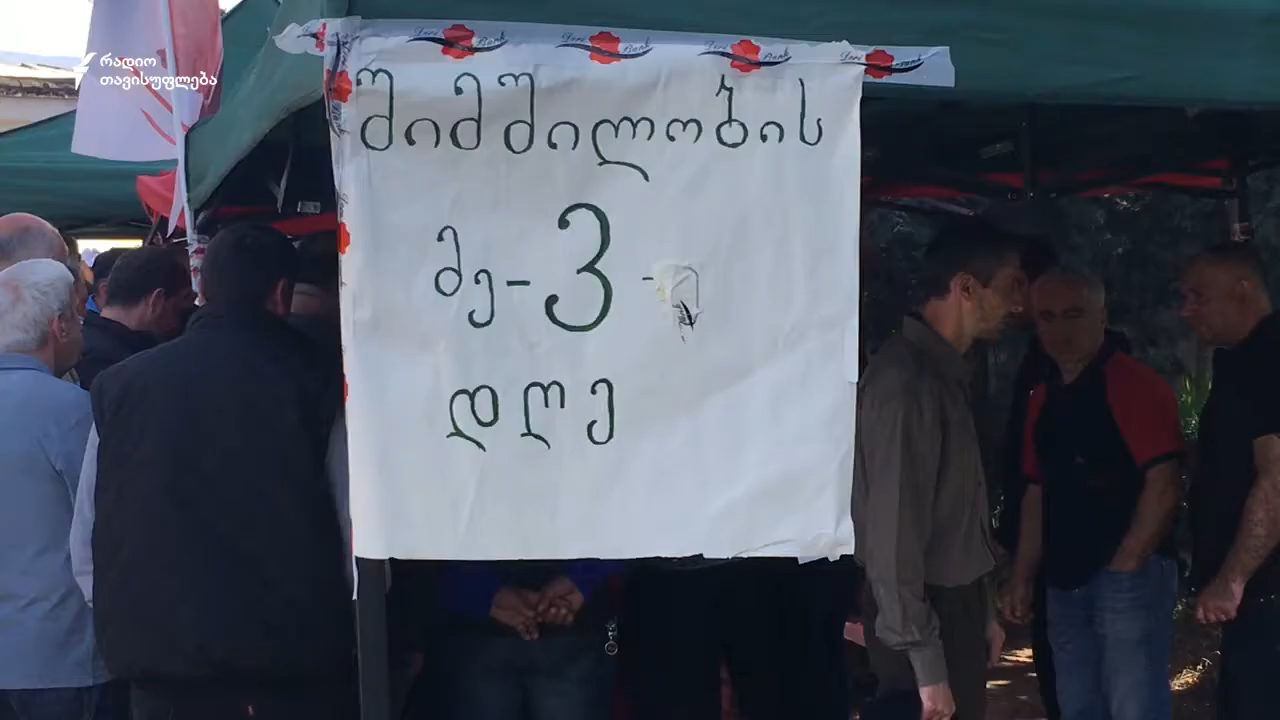 რადიო
თავისუფლება
შიმშილობის
მე-3-ე
დღე